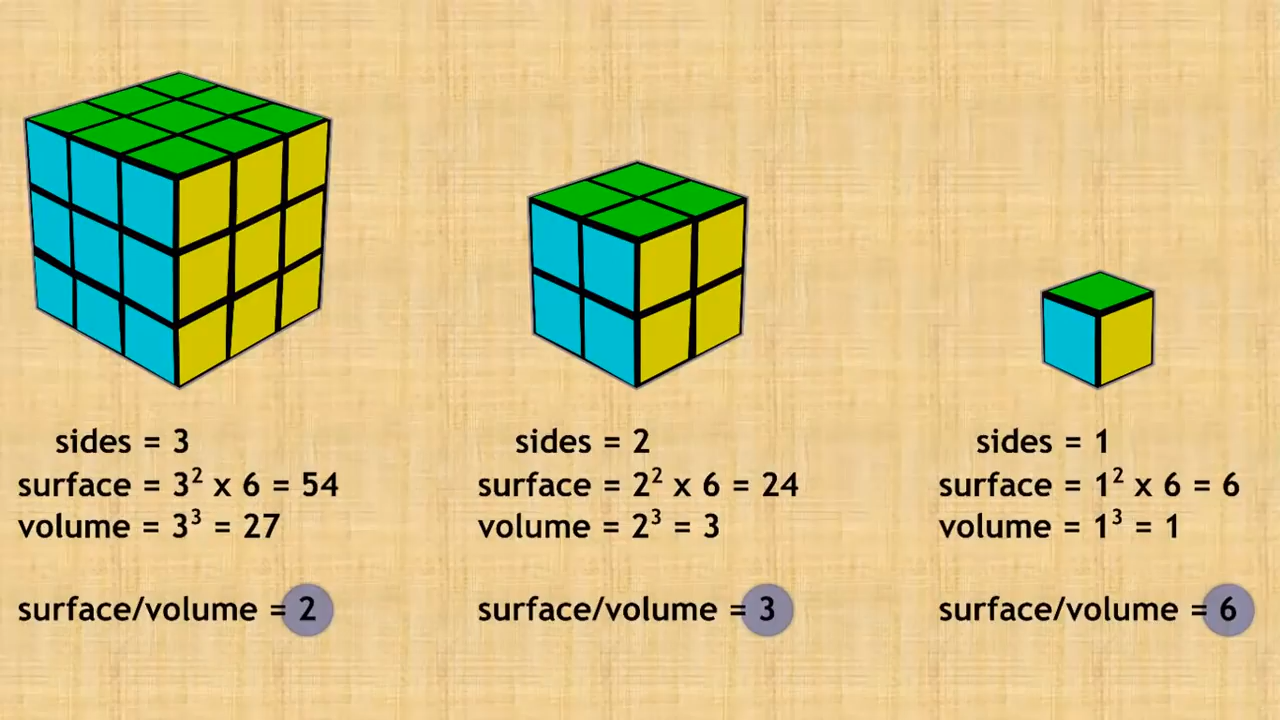 sides = 3
surface = 3² x 6 = 54
volume = 3³ = 27
surface/volume = 2
sides = 2
surface = 2² x 6 = 24
volume = 2³ = 3
surface/volume = 3
sides = 1
surface = 1² x 6 = 6
volume = 1³ = 1
surface/volume = 6